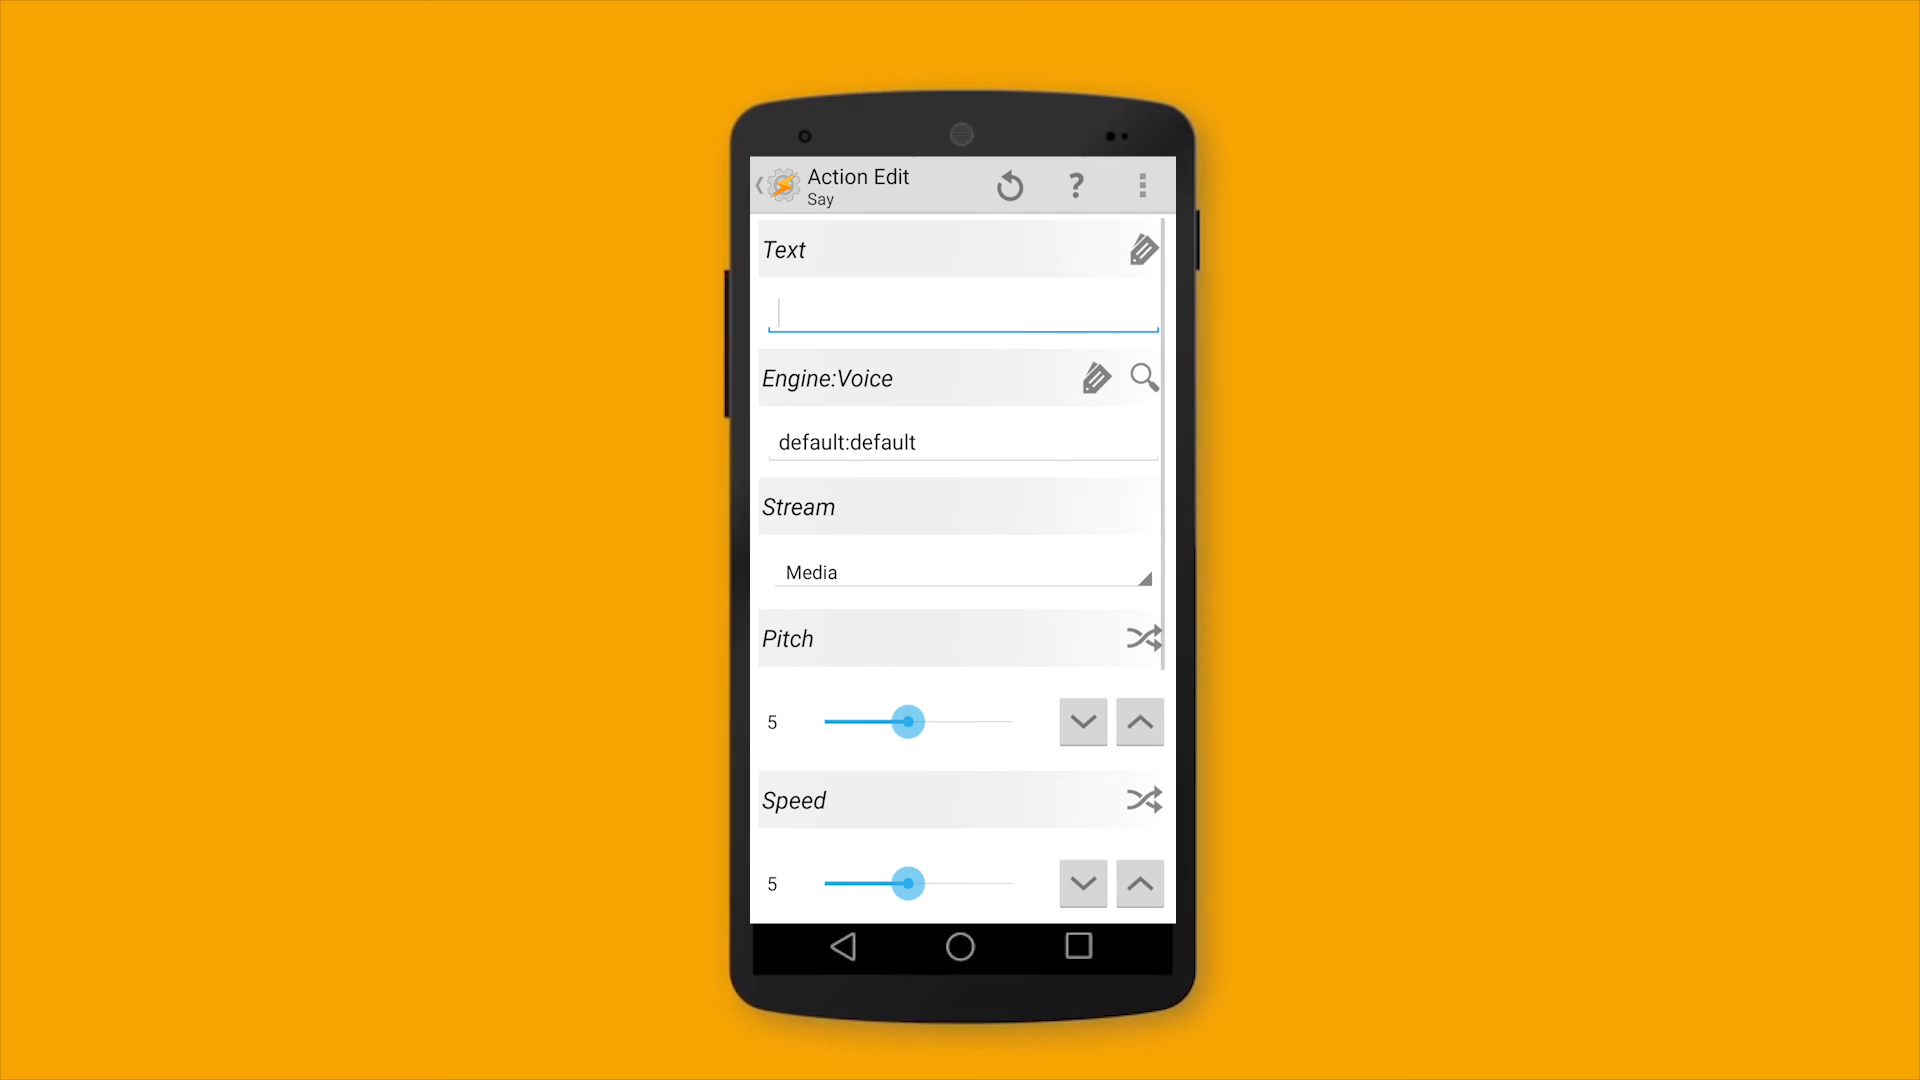 Action Edit
Say
?
Text
Engine:Voice
default:default
Stream
Media
Pitch
5
Speed
5